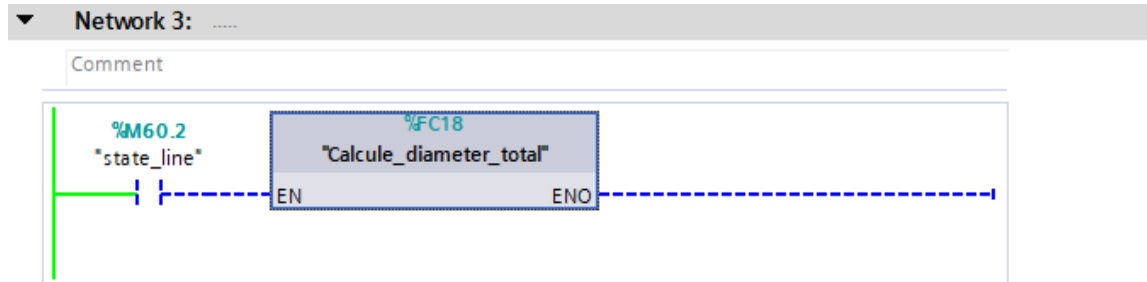 Network 3: .....
Comment
%M60.2
"state_line"
%FC18
"Calcule_diameter_total"
EN ENO